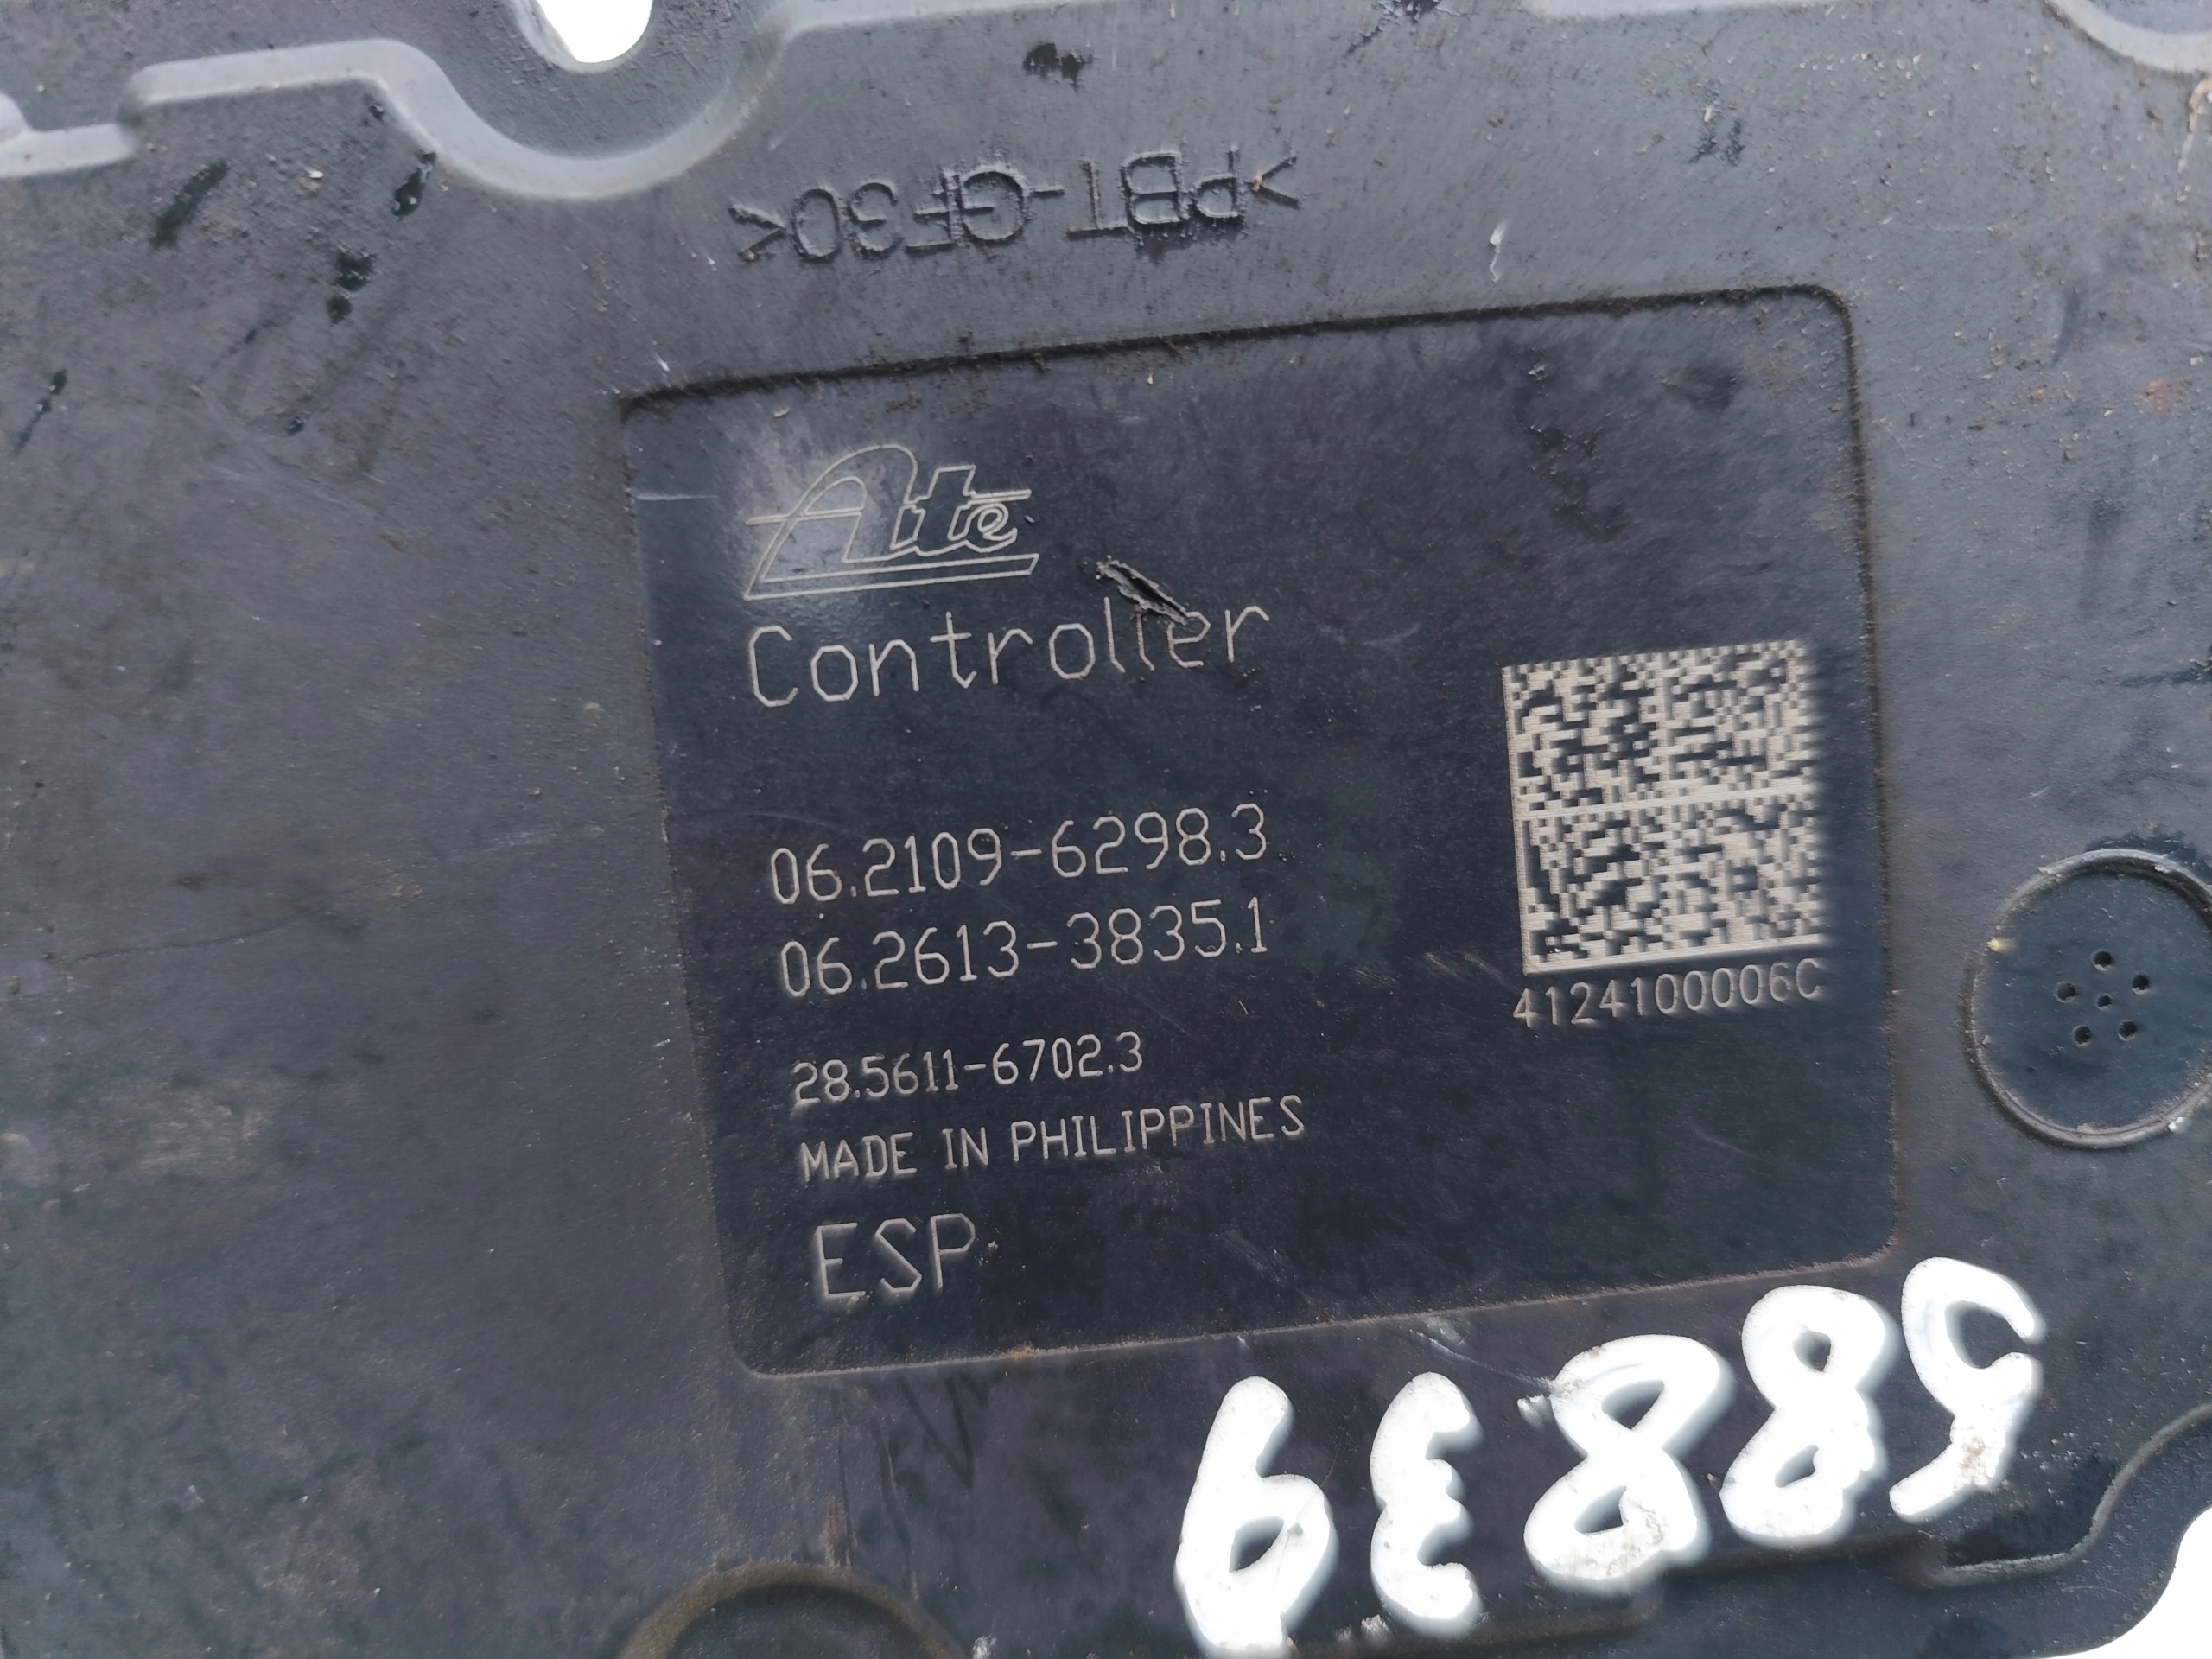 >PBT-GF30<
Ate
Controller
06.2109-6298.3
06.2613-3835.1
4124100006C
28.5611-6702.3
MADE IN PHILIPPINES
ESP
58839